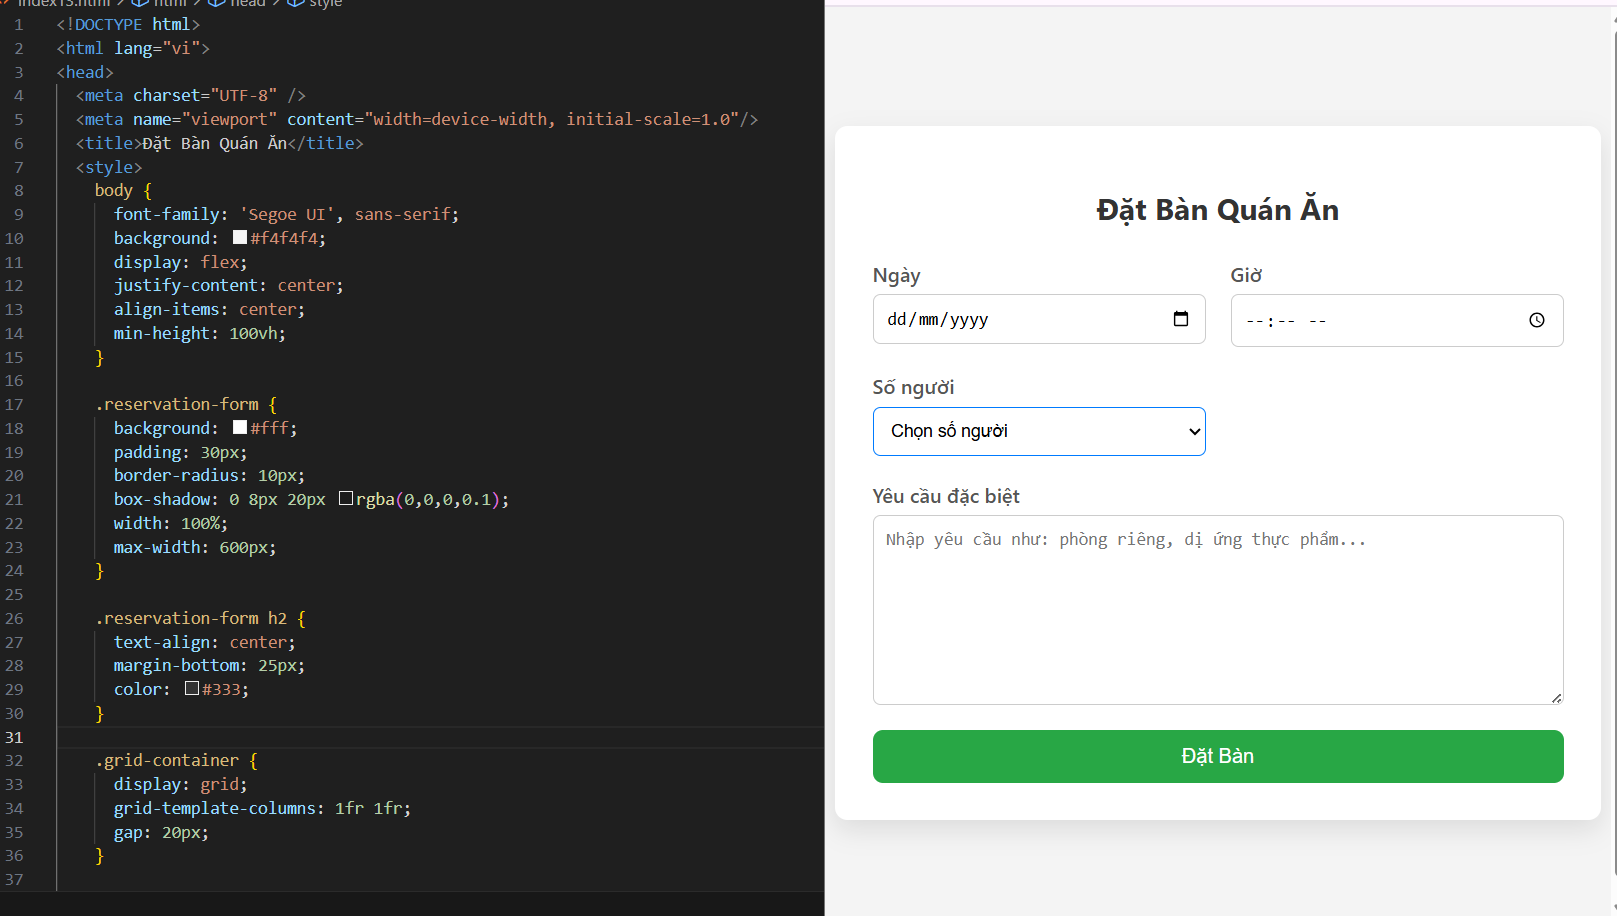 index13.html > html > head > style
1 <!DOCTYPE html>
2 <html lang="vi">
3 <head>
4 <meta charset="UTF-8" />
5 <meta name="viewport" content="width=device-width, initial-scale=1.0"/>
6 <title>Đặt Bàn Quán Ăn</title>
7 <style>
8 body {
9 font-family: 'Segoe UI', sans-serif;
10 background: #f4f4f4;
11 display: flex;
12 justify-content: center;
13 align-items: center;
14 min-height: 100vh;
15 }
16
17 .reservation-form {
18 background: #fff;
19 padding: 30px;
20 border-radius: 10px;
21 box-shadow: 0 8px 20px rgba(0,0,0,0.1);
22 width: 100%;
23 max-width: 600px;
24 }
25
26 .reservation-form h2 {
27 text-align: center;
28 margin-bottom: 25px;
29 color: #333;
30 }
31
32 .grid-container {
33 display: grid;
34 grid-template-columns: 1fr 1fr;
35 gap: 20px;
36 }
37
Đặt Bàn Quán Ăn
Ngày
Giờ
dd/mm/yyyy
--:-- --
Số người
Chọn số người
Yêu cầu đặc biệt
Nhập yêu cầu như: phòng riêng, dị ứng thực phẩm...
Đặt Bàn